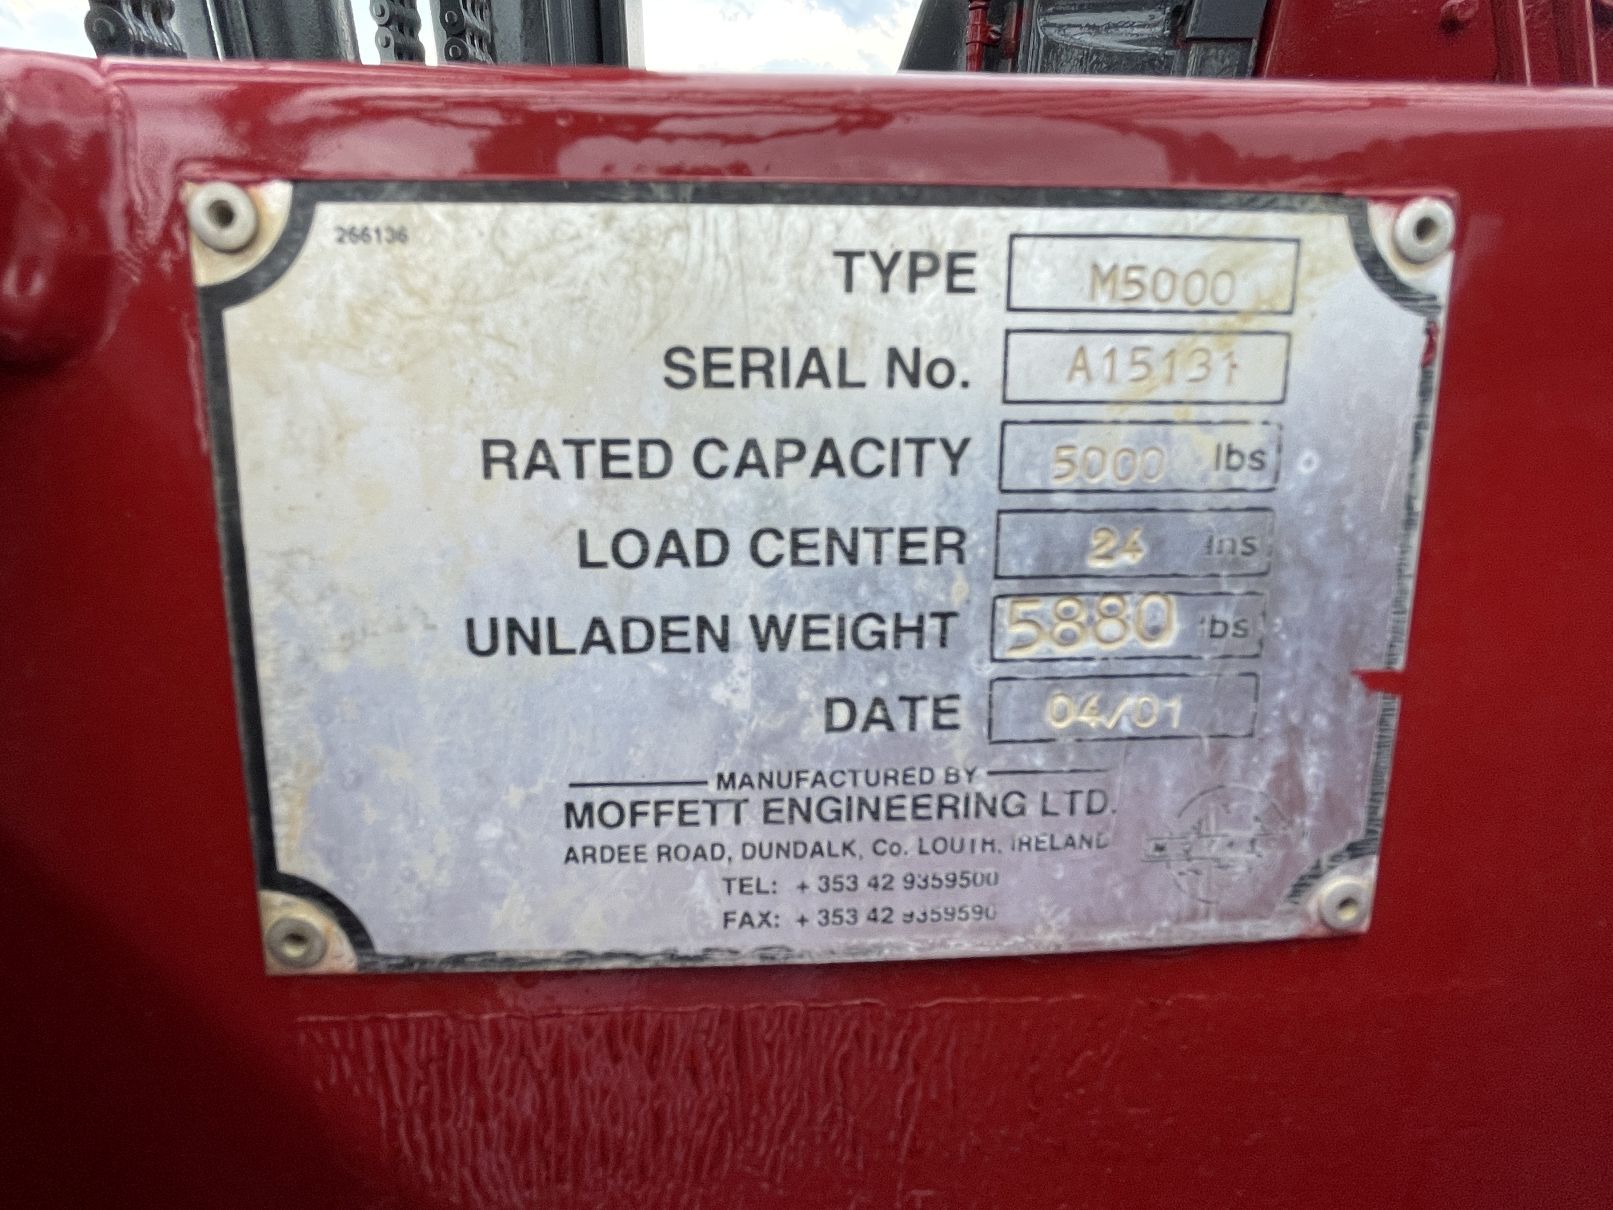 266136
TYPE M5000
SERIAL No. A15131
RATED CAPACITY 5000 lbs
LOAD CENTER 24 ins
UNLADEN WEIGHT 5880 lbs
DATE 04/01
MANUFACTURED BY
MOFFETT ENGINEERING LTD.
ARDEE ROAD, DUNDALK, Co. LOUTH, IRELAND
TEL: + 353 42 9359500
FAX: + 353 42 9359590